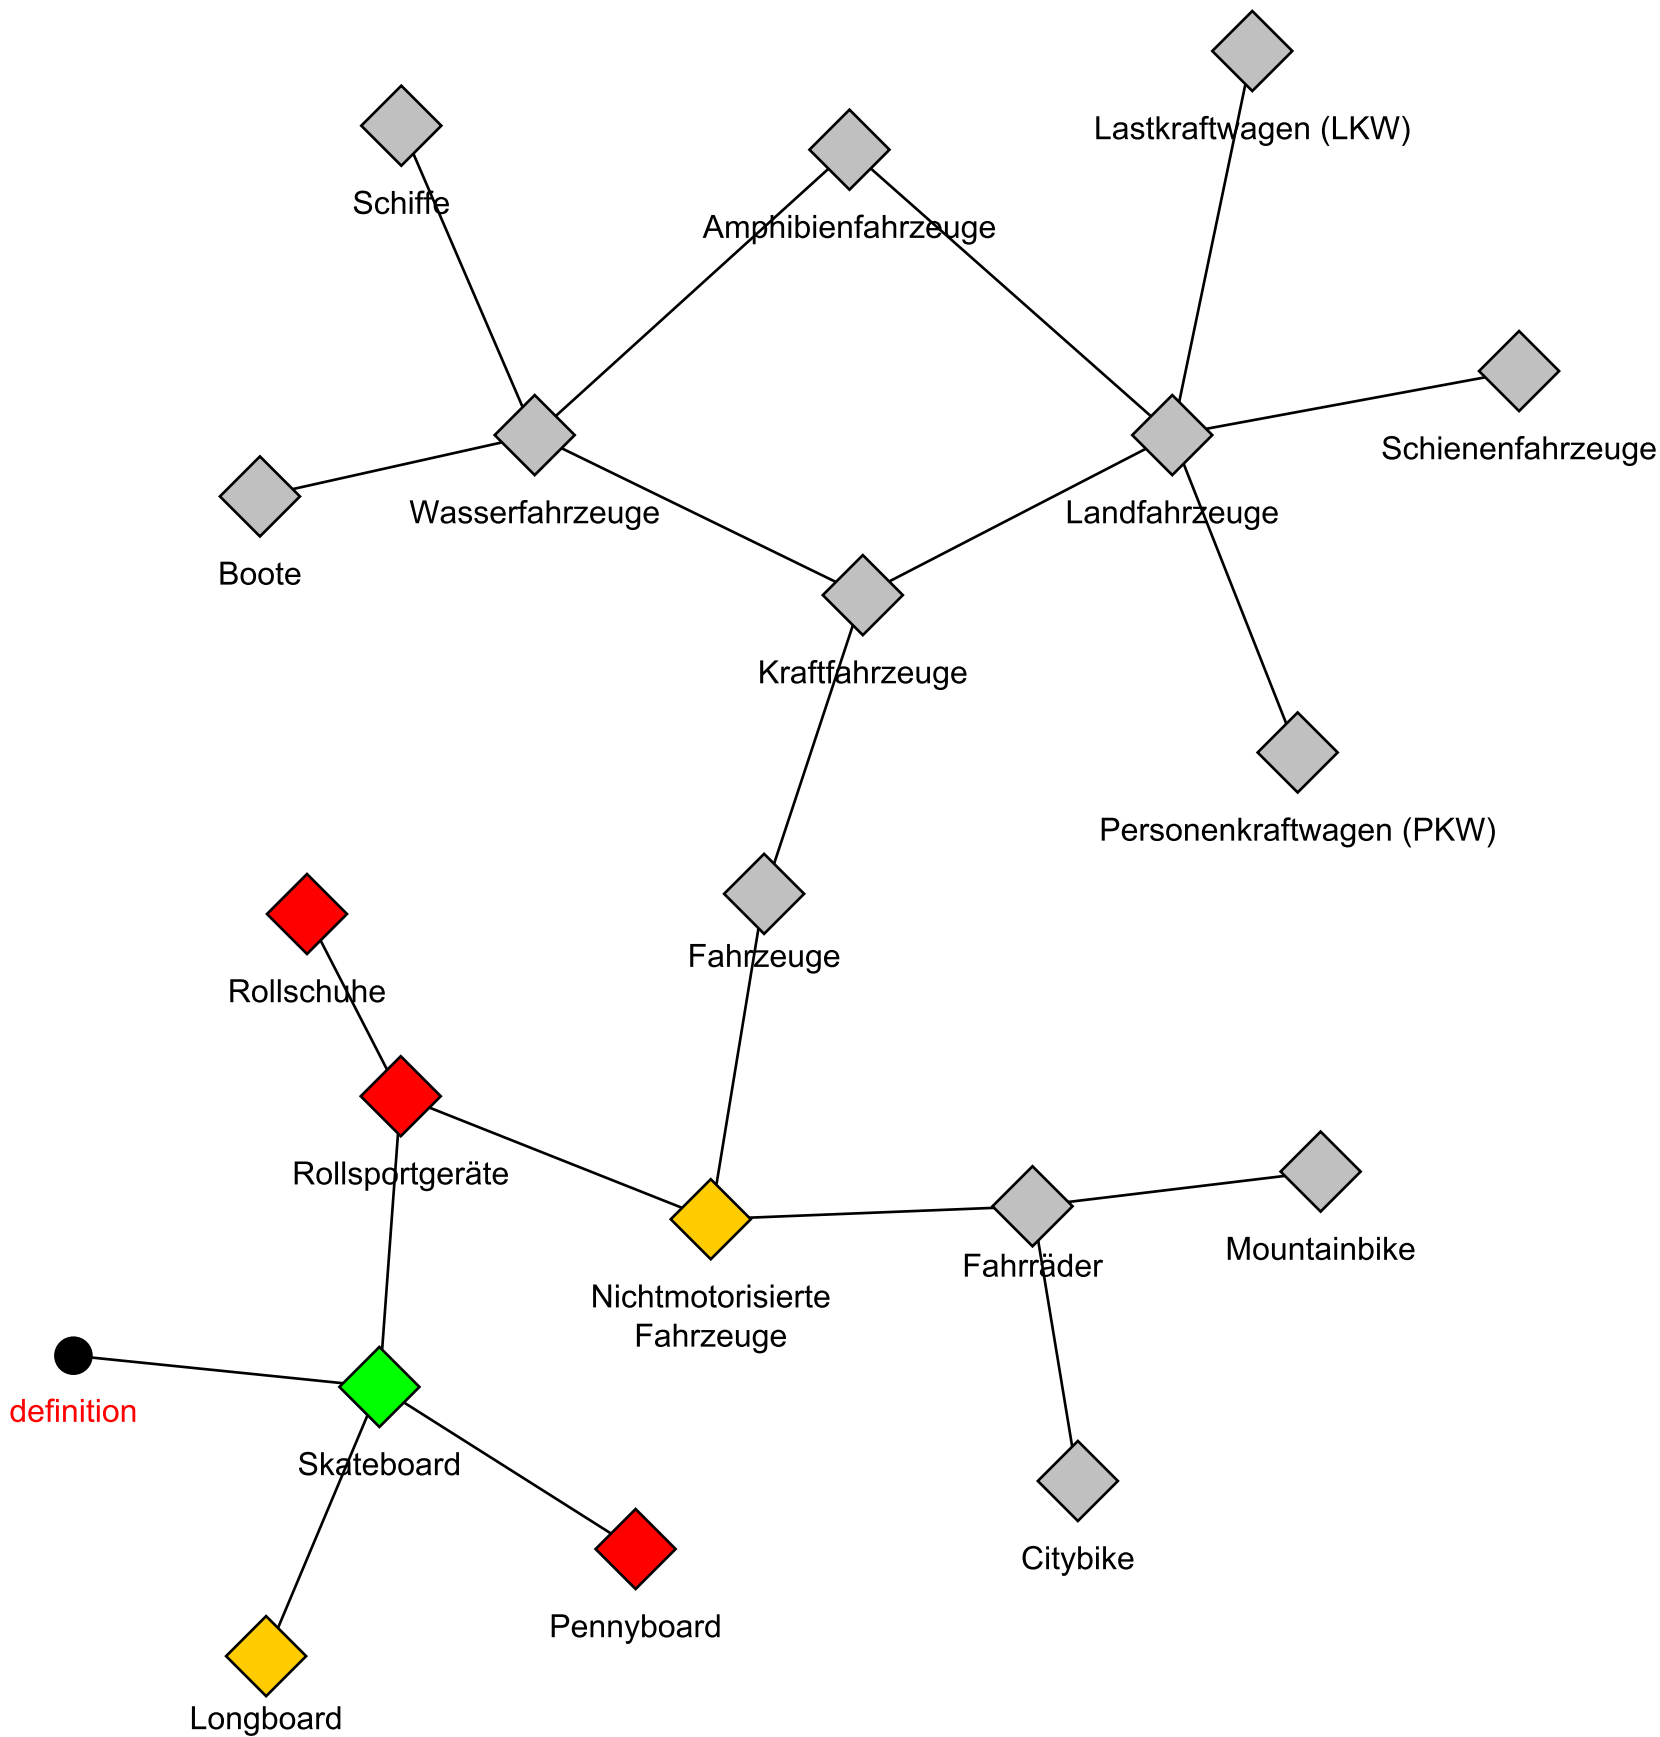 Lastkraftwagen (LKW)
Schiffe
Amphibienfahrzeuge
Schienenfahrzeuge
Wasserfahrzeuge
Landfahrzeuge
Boote
Kraftfahrzeuge
Personenkraftwagen (PKW)
Fahrzeuge
Rollschuhe
Rollsportgeräte
Mountainbike
Fahrräder
Nichtmotorisierte
Fahrzeuge
definition
Skateboard
Citybike
Pennyboard
Longboard